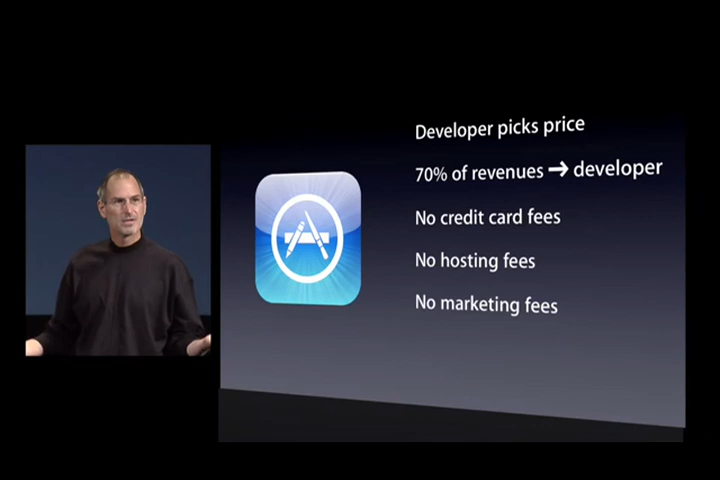 Developer picks price
70% of revenues → developer
No credit card fees
No hosting fees
No marketing fees